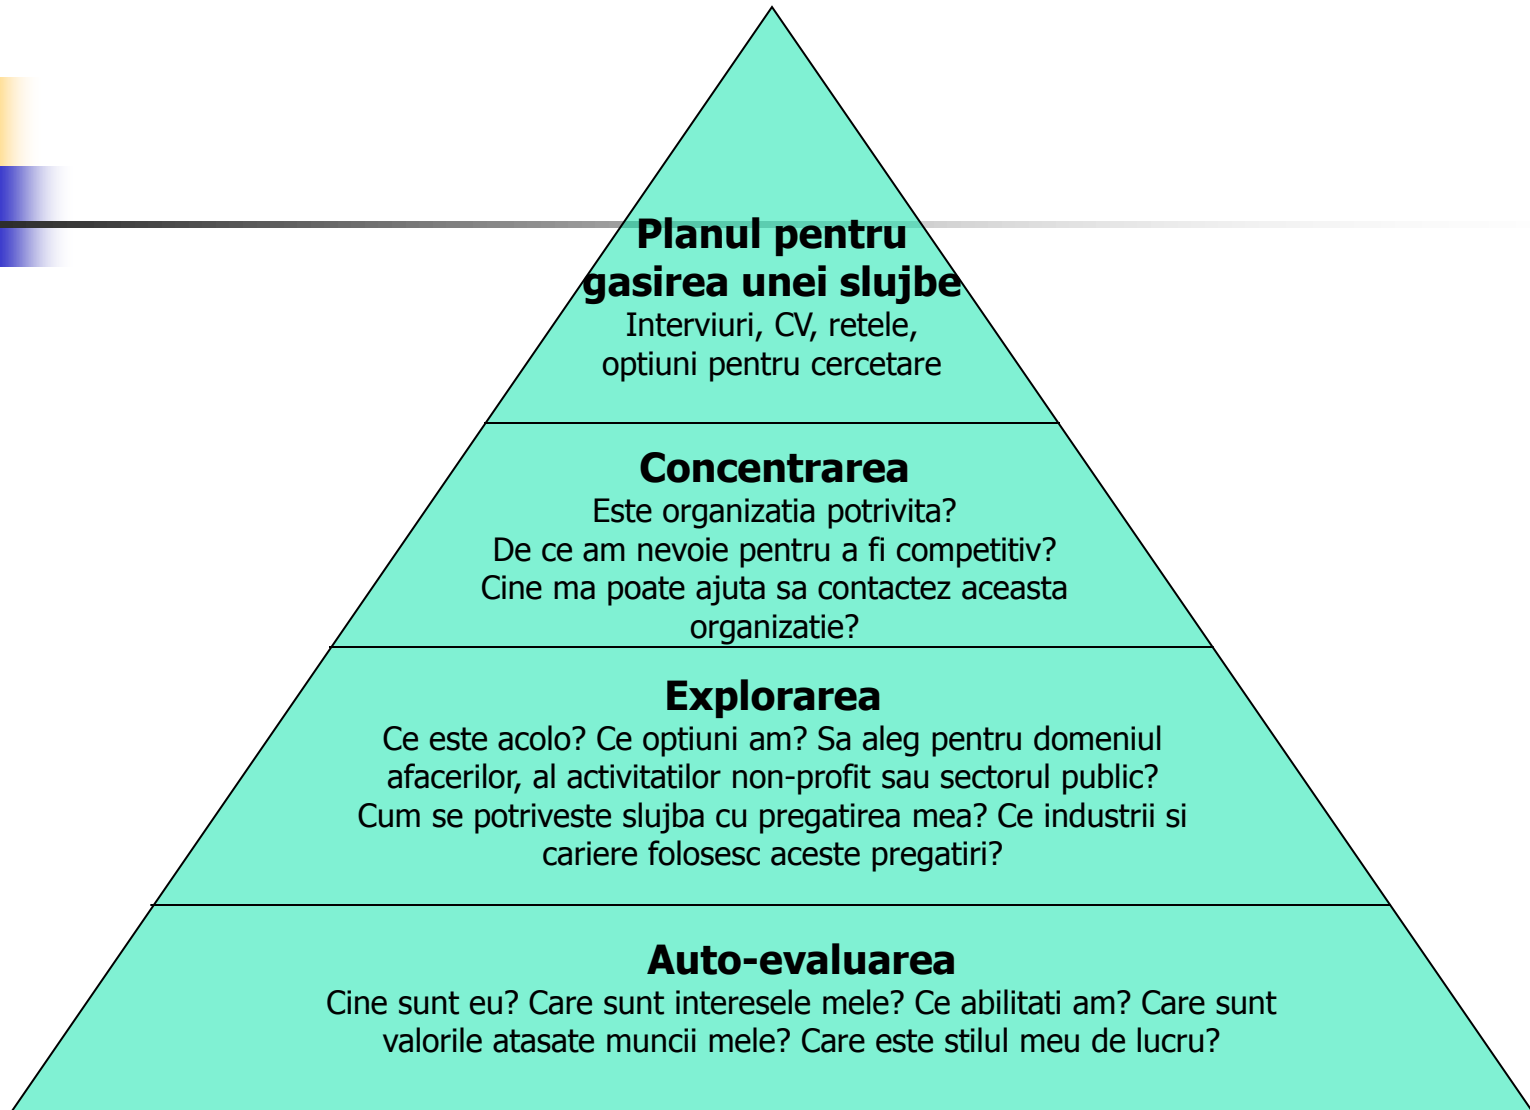 Planul pentru
gasirea unei slujbe
Interviuri, CV, retele,
optiuni pentru cercetare
Concentrarea
Este organizatia potrivita?
De ce am nevoie pentru a fi competitiv?
Cine ma poate ajuta sa contactez aceasta
organizatie?
Explorarea
Ce este acolo? Ce optiuni am? Sa aleg pentru domeniul
afacerilor, al activitatilor non-profit sau sectorul public?
Cum se potriveste slujba cu pregatirea mea? Ce industrii si
cariere folosesc aceste pregatiri?
Auto-evaluarea
Cine sunt eu? Care sunt interesele mele? Ce abilitati am? Care sunt
valorile atasate muncii mele? Care este stilul meu de lucru?